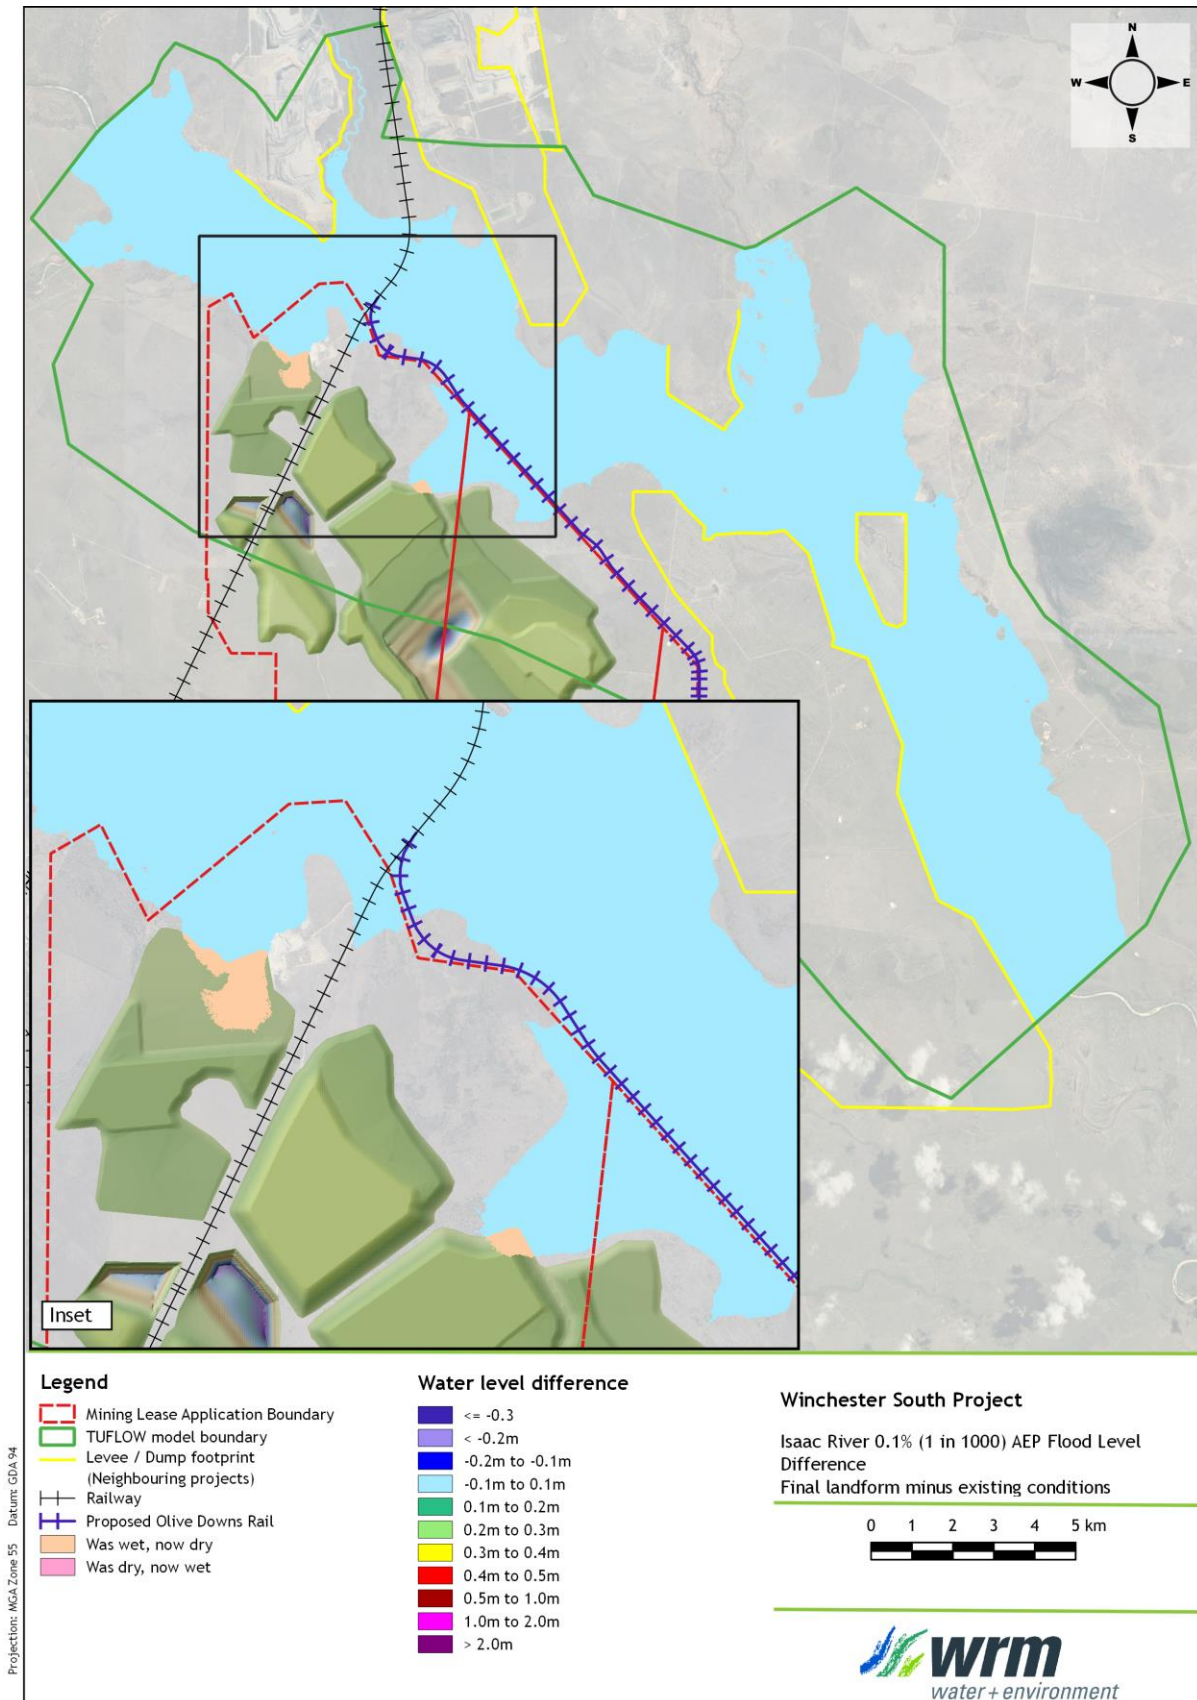 N
W E
S
Inset
Legend
Mining Lease Application Boundary
TUFLOW model boundary
Levee / Dump footprint
(Neighbouring projects)
Railway
Proposed Olive Downs Rail
Was wet, now dry
Was dry, now wet
Water level difference
<= -0.3
< -0.2m
-0.2m to -0.1m
-0.1m to 0.1m
0.1m to 0.2m
0.2m to 0.3m
0.3m to 0.4m
0.4m to 0.5m
0.5m to 1.0m
1.0m to 2.0m
> 2.0m
Winchester South Project
Isaac River 0.1% (1 in 1000) AEP Flood Level
Difference
Final landform minus existing conditions
0 1 2 3 4 5 km
wrm
water + environment
Projection: MGA Zone 55 Datum: GDA 94